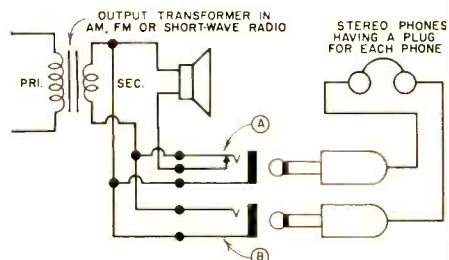 OUTPUT TRANSFORMER IN
AM, FM OR SHORT-WAVE RADIO
STEREO PHONES
HAVING A PLUG
FOR EACH PHONE
PRI.
SEC.
A
B